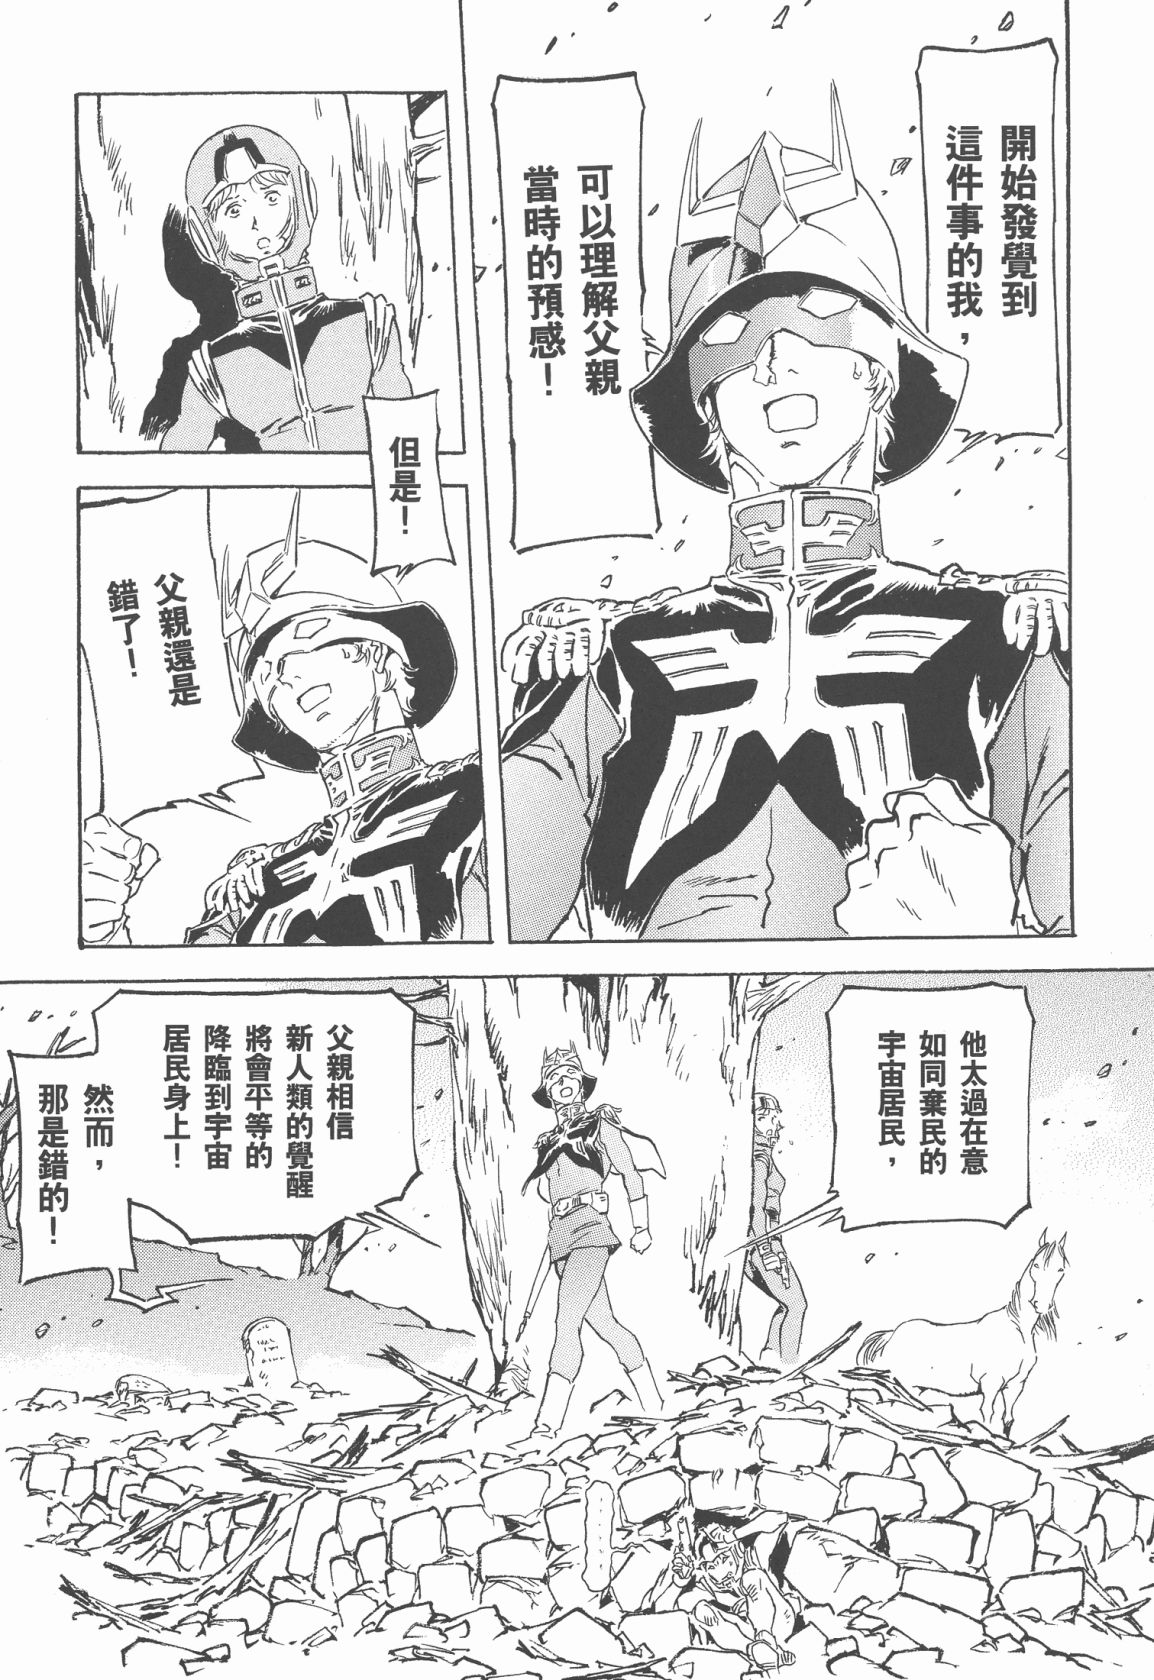 開始發覺到
這件事的我，
可以理解父親
當時的預感！
但是！
父親還是
錯了！
他太過在意
如同棄民的
宇宙居民，
父親相信
新人類的覺醒
將會平等的
降臨到宇宙
居民身上！
然而，
那是錯的！